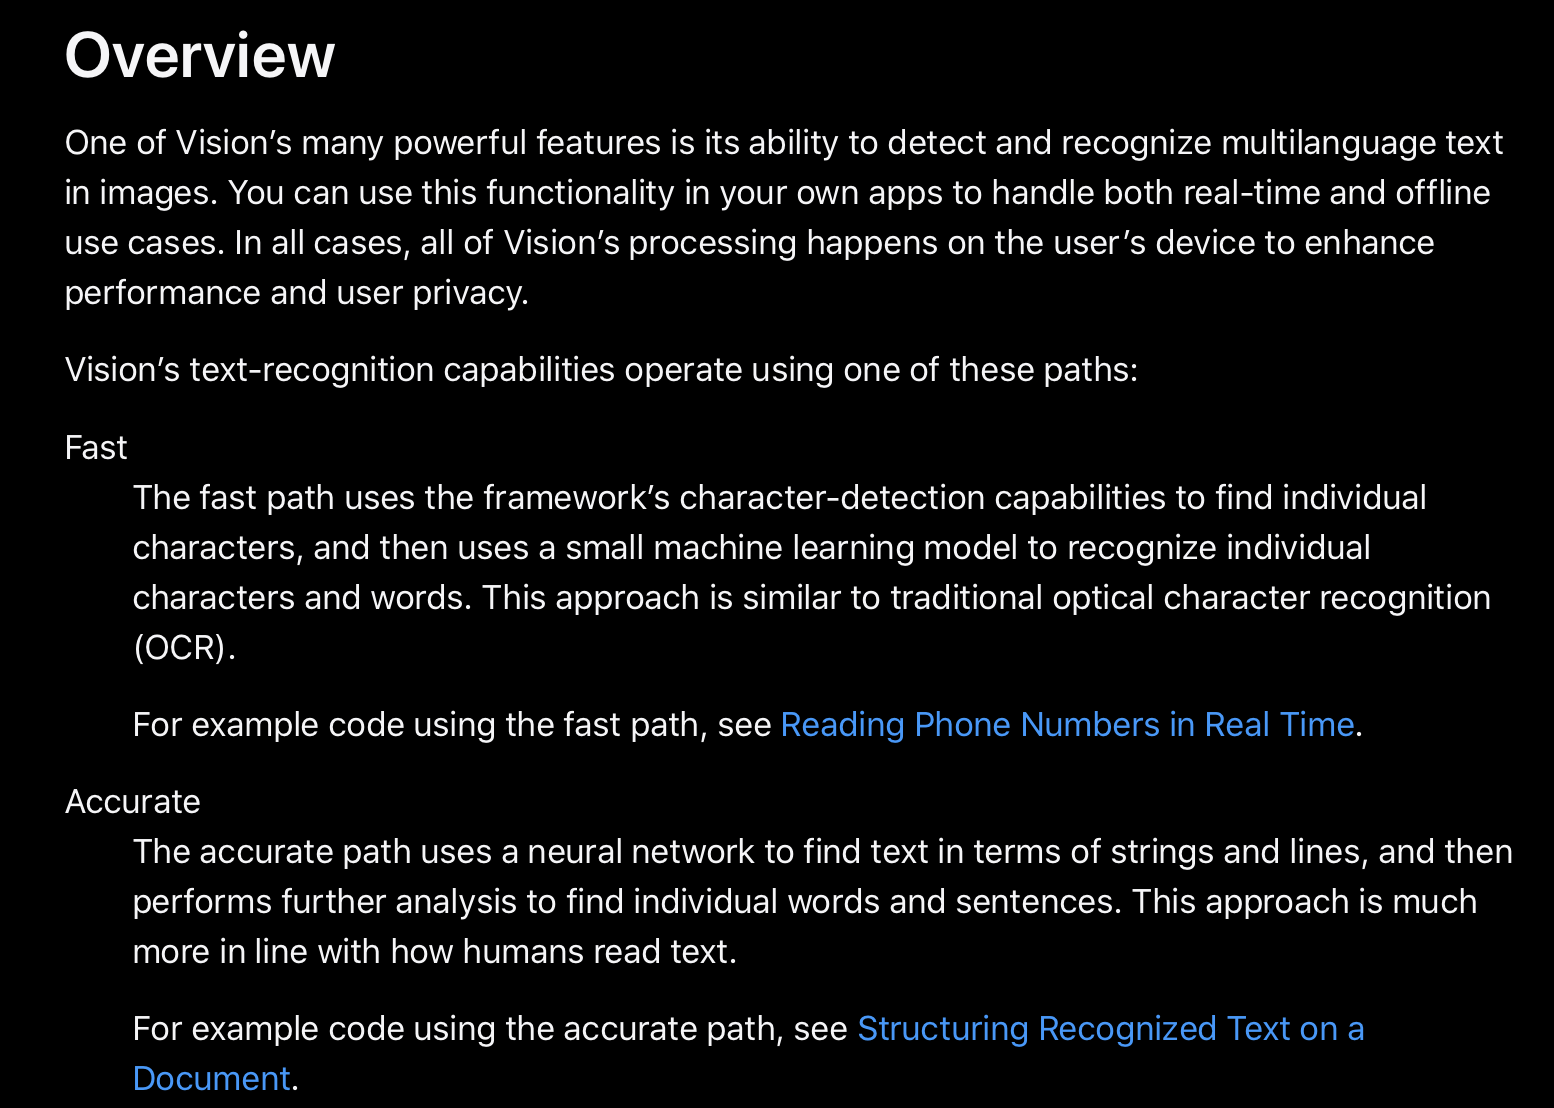 Overview
One of Vision’s many powerful features is its ability to detect and recognize multilanguage text
in images. You can use this functionality in your own apps to handle both real-time and offline
use cases. In all cases, all of Vision’s processing happens on the user’s device to enhance
performance and user privacy.
Vision’s text-recognition capabilities operate using one of these paths:
Fast
The fast path uses the framework’s character-detection capabilities to find individual
characters, and then uses a small machine learning model to recognize individual
characters and words. This approach is similar to traditional optical character recognition
(OCR).
For example code using the fast path, see Reading Phone Numbers in Real Time.
Accurate
The accurate path uses a neural network to find text in terms of strings and lines, and then
performs further analysis to find individual words and sentences. This approach is much
more in line with how humans read text.
For example code using the accurate path, see Structuring Recognized Text on a
Document.